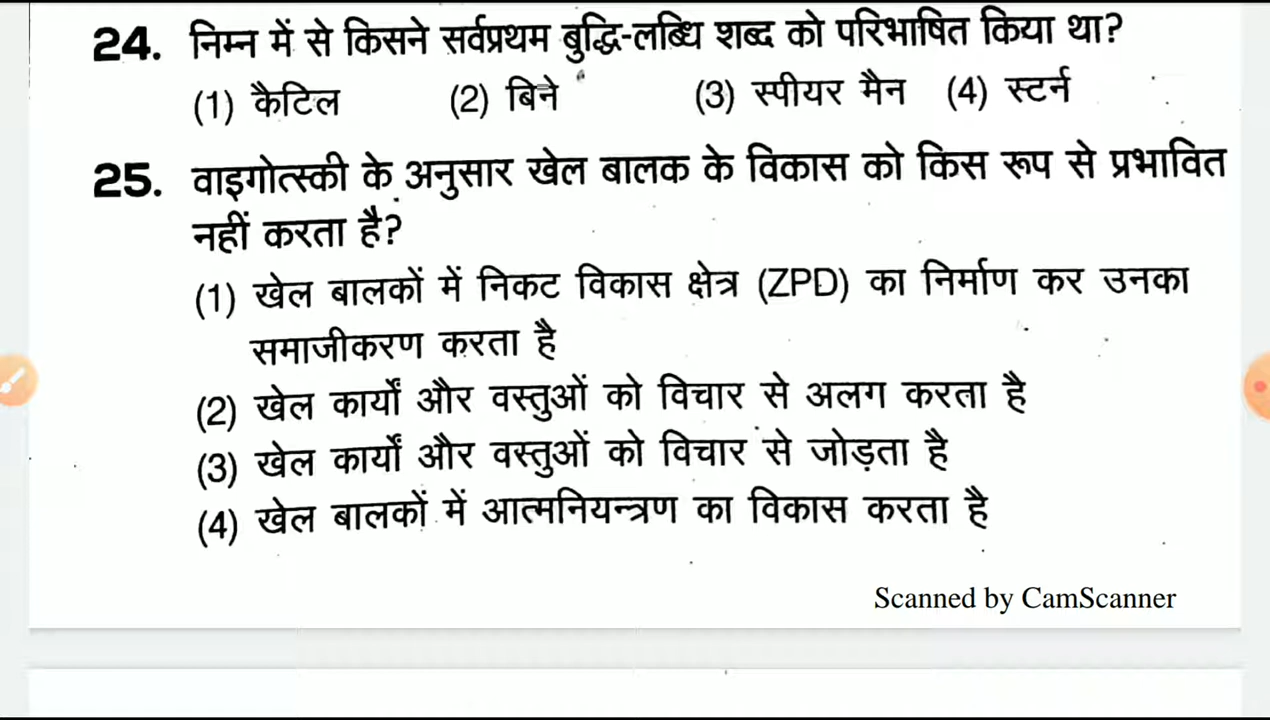 24. निम्न में से किसने सर्वप्रथम बुद्धि-लब्धि शब्द को परिभाषित किया था?
(1) कैटिल (2) बिने (3) स्पीयर मैन (4) स्टर्न
25. वाइगोत्स्की के अनुसार खेल बालक के विकास को किस रूप से प्रभावित
नहीं करता है?
(1) खेल बालकों में निकट विकास क्षेत्र (ZPD) का निर्माण कर उनका
समाजीकरण करता है
(2) खेल कार्यों और वस्तुओं को विचार से अलग करता है
(3) खेल कार्यों और वस्तुओं को विचार से जोड़ता है
(4) खेल बालकों में आत्मनियन्त्रण का विकास करता है
Scanned by CamScanner